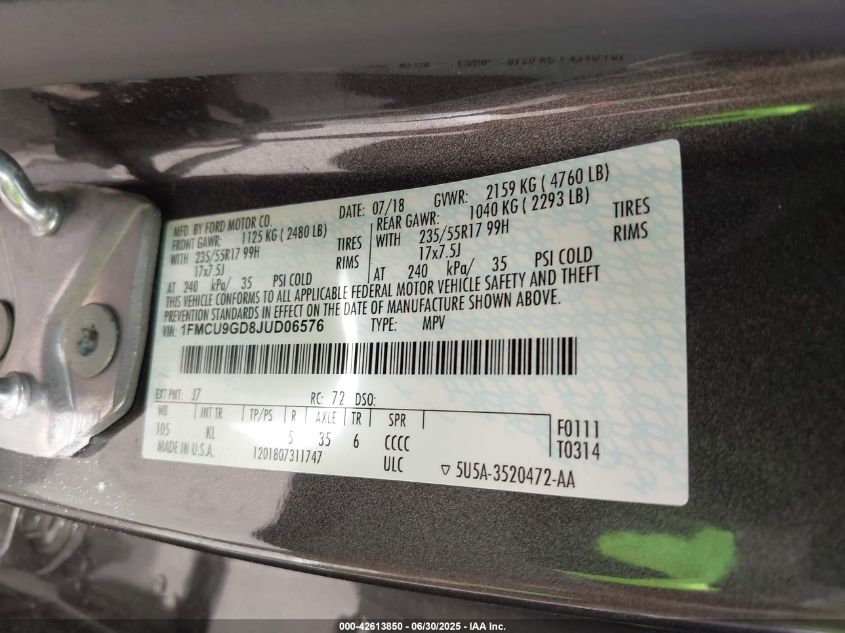 MFD. BY FORD MOTOR CO.
DATE: 07/18 GVWR: 2159 KG ( 4760 LB)
FRONT GAWR: 1125 KG ( 2480 LB)
REAR GAWR: 1040 KG ( 2293 LB)
WITH 235/55R17 99H TIRES
17x7.5J RIMS
AT 240 kPa/ 35 PSI COLD
WITH 235/55R17 99H TIRES
17x7.5J RIMS
AT 240 kPa/ 35 PSI COLD
THIS VEHICLE CONFORMS TO ALL APPLICABLE FEDERAL MOTOR VEHICLE SAFETY AND THEFT
PREVENTION STANDARDS IN EFFECT ON THE DATE OF MANUFACTURE SHOWN ABOVE.
VIN: 1FMCU9GD8JUD06576 TYPE: MPV
EXT PNT: J7 RC: 72 DSO:
WB INT TR TP/PS R AXLE TR SPR
105 KL 5 35 6 CCCC
F0111
T0314
MADE IN U.S.A. 1201807311747 ULC
▽ 5U5A-3520472-AA
000-42613850 - 06/30/2025 - IAA Inc.